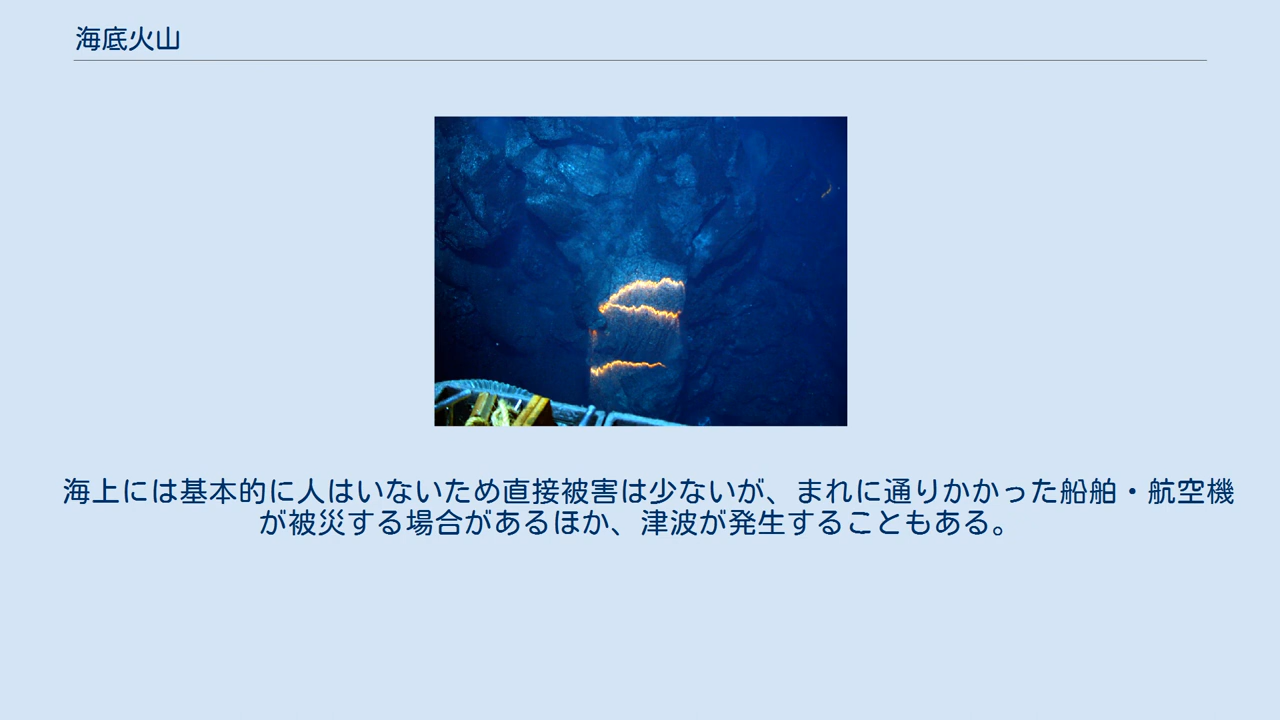 海底火山
海上には基本的に人はいないため直接被害は少ないが、まれに通りかかった船舶・航空機
が被災する場合があるほか、津波が発生することもある。